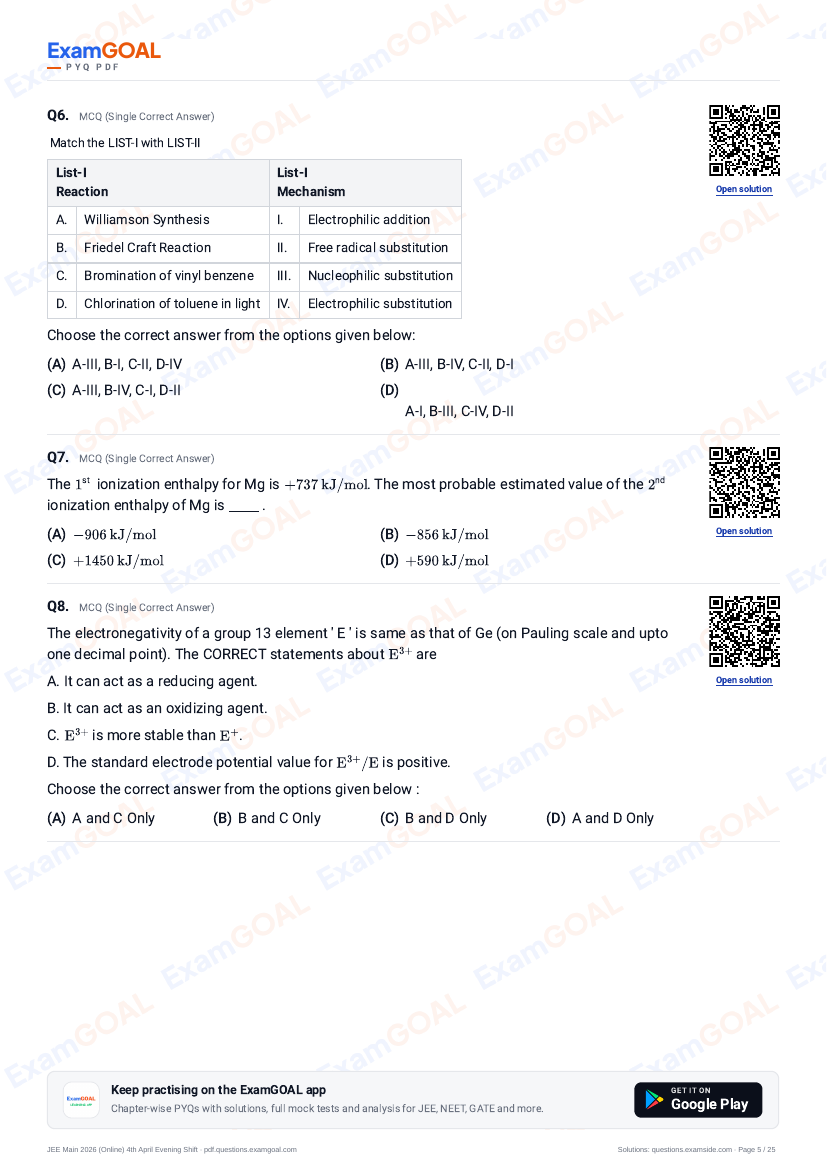 ExamGOAL
PYQ PDF
Q6. MCQ (Single Correct Answer)
Match the LIST-I with LIST-II
List-I Reaction | List-I Mechanism
A. Williamson Synthesis I. Electrophilic addition
B. Friedel Craft Reaction II. Free radical substitution
C. Bromination of vinyl benzene III. Nucleophilic substitution
D. Chlorination of toluene in light IV. Electrophilic substitution
Choose the correct answer from the options given below:
(A) A-III, B-I, C-II, D-IV (B) A-III, B-IV, C-II, D-I
(C) A-III, B-IV, C-I, D-II (D)
A-I, B-III, C-IV, D-II
Open solution
Q7. MCQ (Single Correct Answer)
The 1st ionization enthalpy for Mg is +737 kJ/mol. The most probable estimated value of the 2nd
ionization enthalpy of Mg is ____ .
(A) −906 kJ/mol (B) −856 kJ/mol
(C) +1450 kJ/mol (D) +590 kJ/mol
Open solution
Q8. MCQ (Single Correct Answer)
The electronegativity of a group 13 element ' E ' is same as that of Ge (on Pauling scale and upto
one decimal point). The CORRECT statements about E³⁺ are
A. It can act as a reducing agent.
B. It can act as an oxidizing agent.
C. E³⁺ is more stable than E⁺.
D. The standard electrode potential value for E³⁺/E is positive.
Choose the correct answer from the options given below :
(A) A and C Only (B) B and C Only (C) B and D Only (D) A and D Only
Open solution
Keep practising on the ExamGOAL app
Chapter-wise PYQs with solutions, full mock tests and analysis for JEE, NEET, GATE and more.
GET IT ON
Google Play
JEE Main 2026 (Online) 4th April Evening Shift · pdf.questions.examgoal.com
Solutions: questions.examside.com · Page 5 / 25